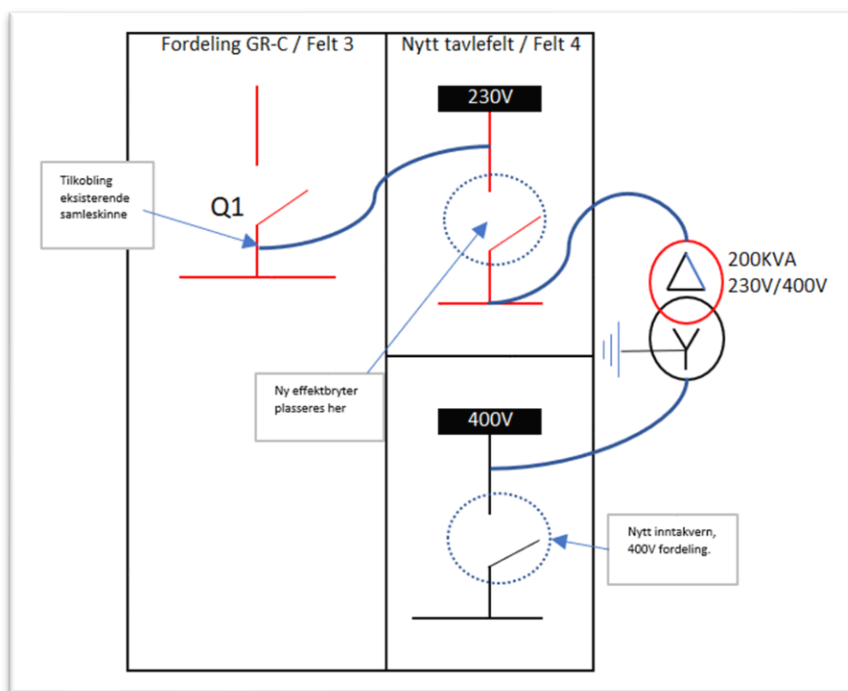 Fordeling GR-C / Felt 3
Nytt tavlefelt / Felt 4
230V
Tilkobling
eksisterende
samleskinne
Q1
200KVA
230V/400V
Ny effektbryter
plasseres her
400V
Nytt inntakvern,
400V fordeling.